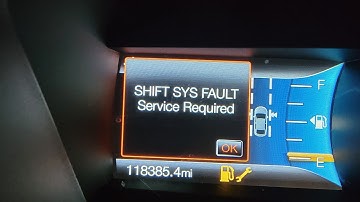 SHIFT SYS FAULT
Service Required
OK
F
E
118385.4mi